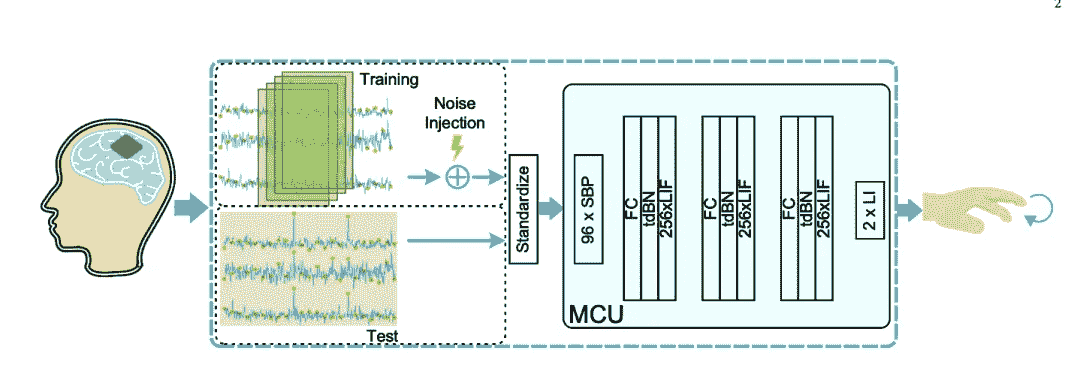 2
Training
Noise
Injection
Test
Standardize
96 x SBP
FC
tdBN
256xLIF
FC
tdBN
256xLIF
FC
tdBN
256xLIF
2 x LI
MCU